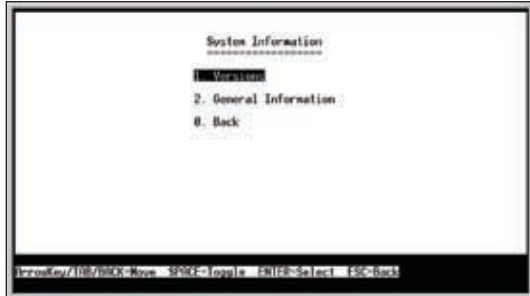 System Information
==================
1. Versions
2. General Information
0. Back
ArrowKey/TAB/BACK=Move SPACE=Toggle ENTER=Select ESC=Back